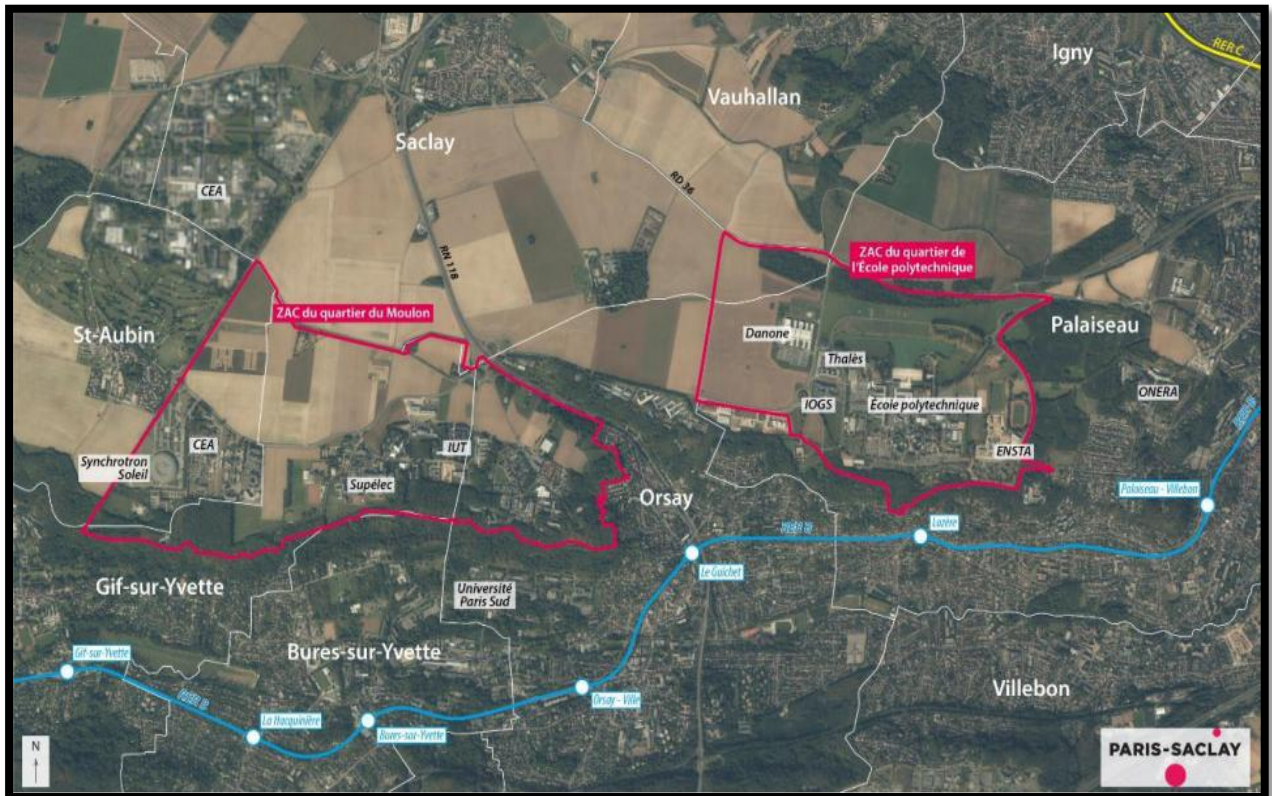 RER C
Igny
Vauhallan
Saclay
RD 36
CEA
RN 118
ZAC du quartier de
l'École polytechnique
ZAC du quartier du Moulon
St-Aubin
Palaiseau
Danone
Thalès
ONERA
IOGS
École polytechnique
RER B
CEA
IUT
ENSTA
Synchrotron
Soleil
Supélec
Orsay
Palaiseau - Villebon
Lozère
RER B
Le Guichet
Gif-sur-Yvette
Université
Paris Sud
Bures-sur-Yvette
Gif-sur-Yvette
Villebon
RER B
Orsay - Ville
La Hacquinière
Bures-sur-Yvette
N
PARIS-SACLAY